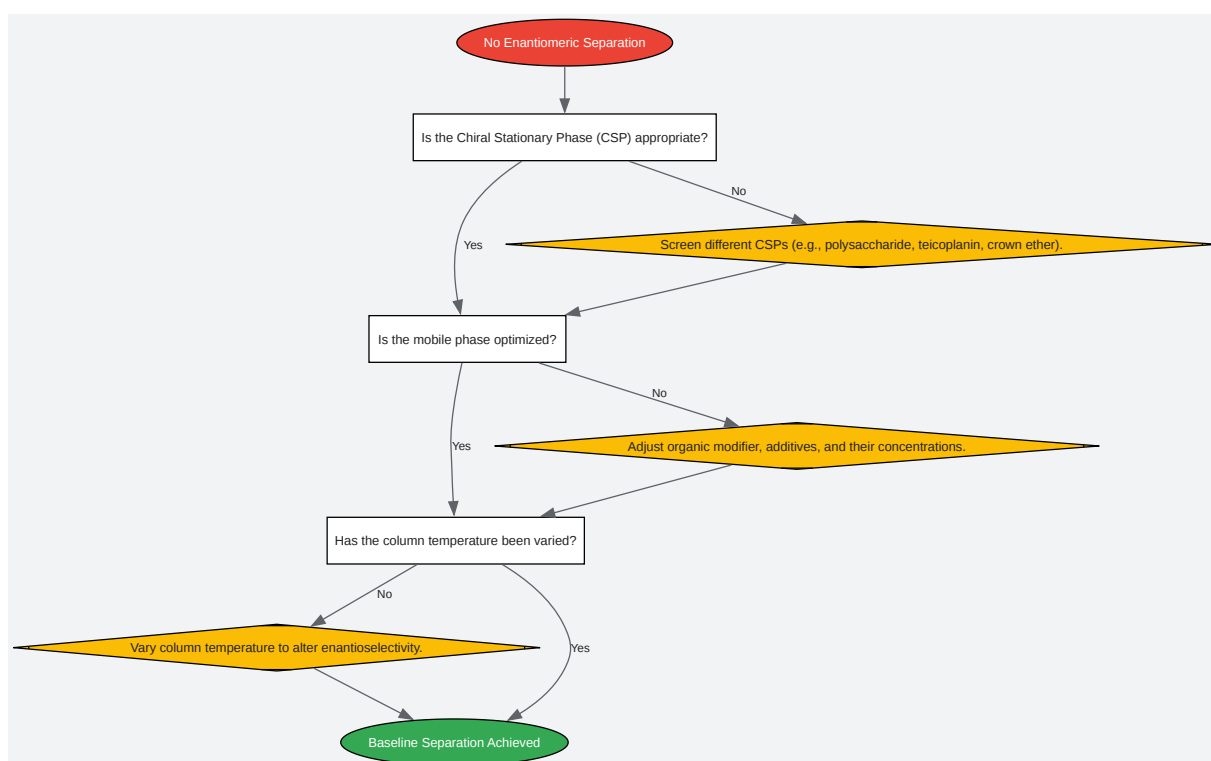 No Enantiomeric Separation
Is the Chiral Stationary Phase (CSP) appropriate?
No
Yes
Screen different CSPs (e.g., polysaccharide, teicoplanin, crown ether).
Is the mobile phase optimized?
No
Yes
Adjust organic modifier, additives, and their concentrations.
Has the column temperature been varied?
No
Yes
Vary column temperature to alter enantioselectivity.
Baseline Separation Achieved